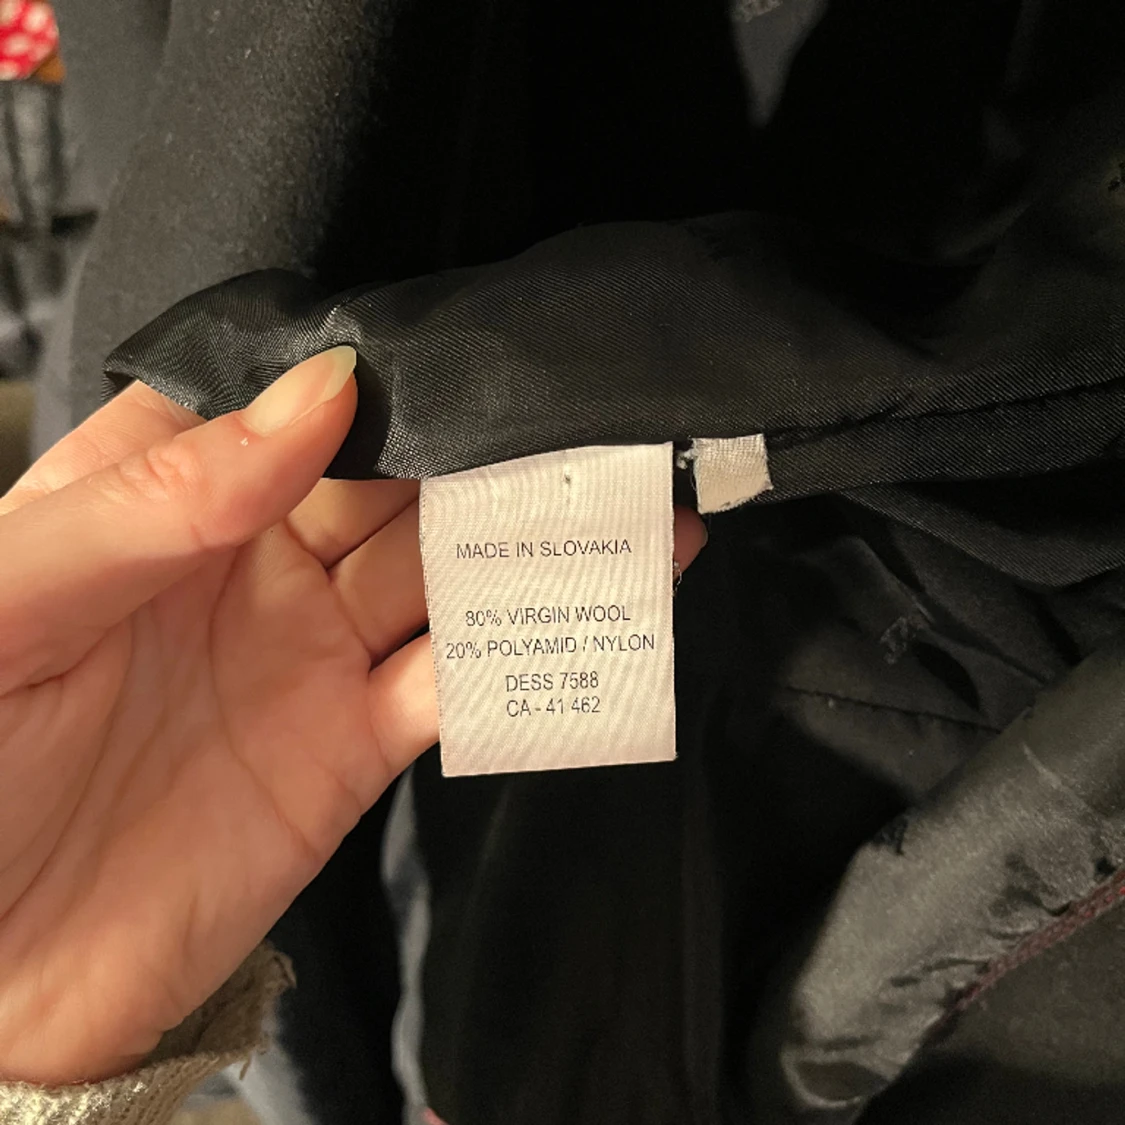 MADE IN SLOVAKIA
80% VIRGIN WOOL
20% POLYAMID / NYLON
DESS 7588
CA - 41 462